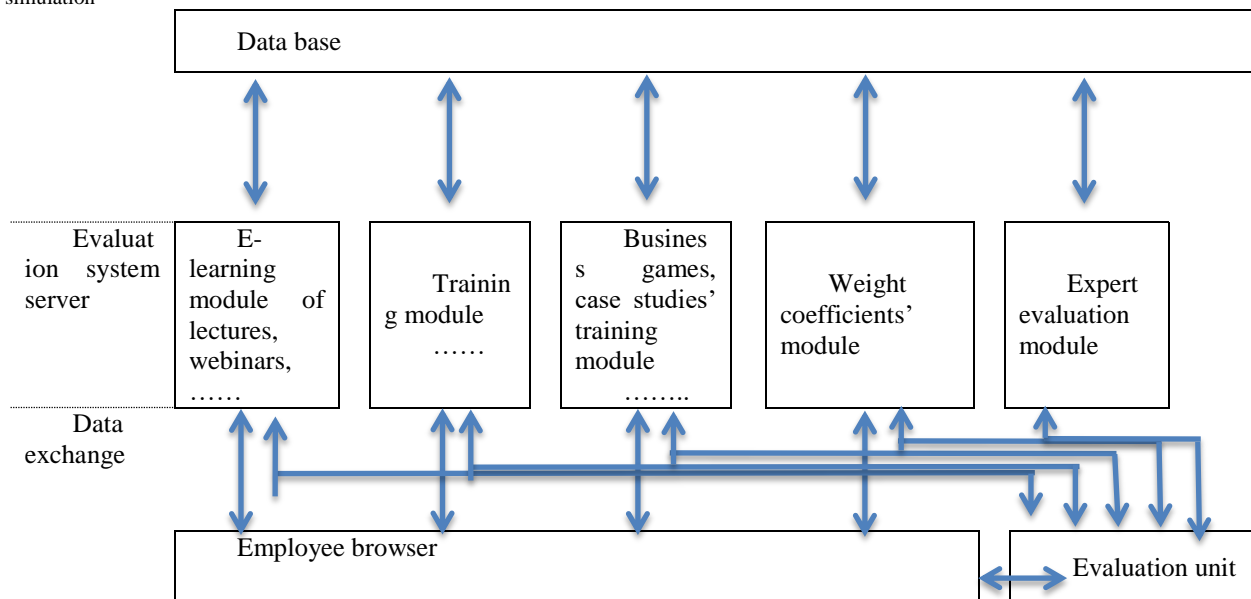 simulation
Data base
Evaluat
ion system
server
E-
learning
module of
lectures,
webinars,
……
Trainin
g module
……
Busines
s games,
case studies’
training
module
……..
Weight
coefficients’
module
Expert
evaluation
module
Data
exchange
Employee browser
Evaluation unit